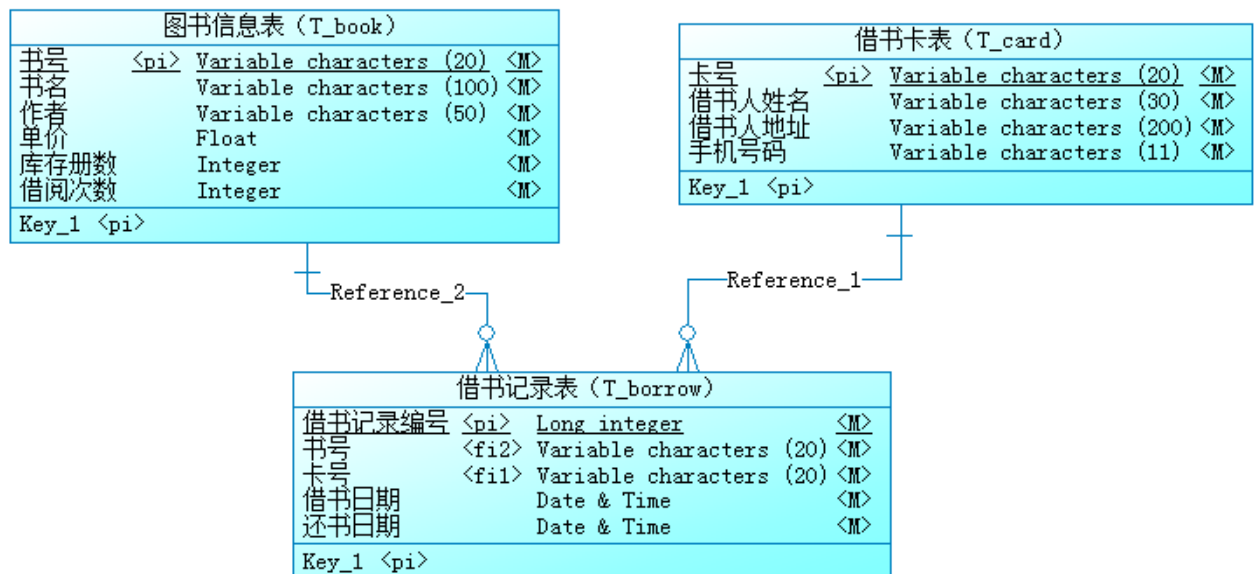 图书信息表（T_book）
书号 <pi> Variable characters (20) <M>
书名 Variable characters (100) <M>
作者 Variable characters (50) <M>
单价 Float <M>
库存册数 Integer <M>
借阅次数 Integer <M>
Key_1 <pi>
借书卡表（T_card）
卡号 <pi> Variable characters (20) <M>
借书人姓名 Variable characters (30) <M>
借书人地址 Variable characters (200) <M>
手机号码 Variable characters (11) <M>
Key_1 <pi>
Reference_2
Reference_1
借书记录表（T_borrow）
借书记录编号 <pi> Long integer <M>
书号 <fi2> Variable characters (20) <M>
卡号 <fi1> Variable characters (20) <M>
借书日期 Date & Time <M>
还书日期 Date & Time <M>
Key_1 <pi>